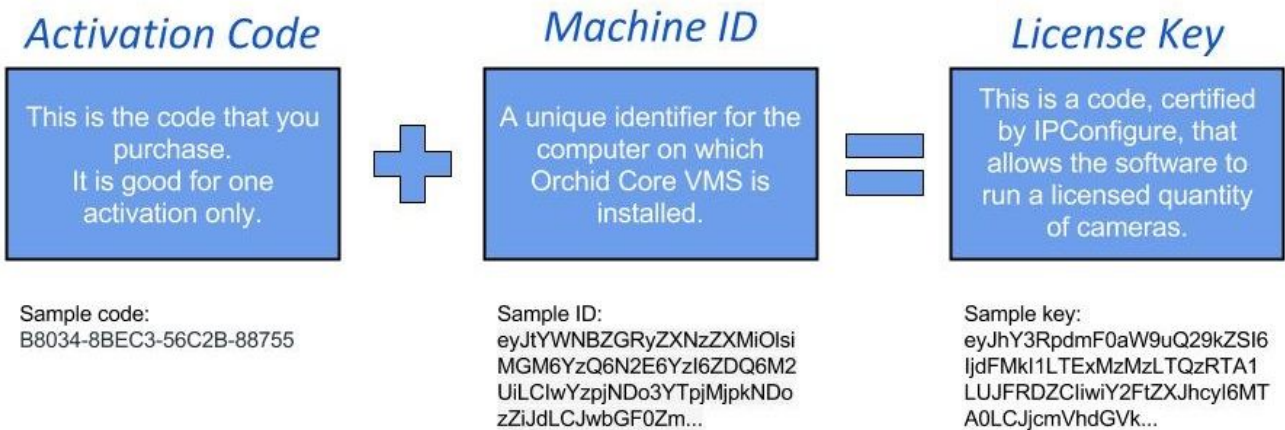 Activation Code
This is the code that you
purchase.
It is good for one
activation only.
Sample code:
B8034-8BEC3-56C2B-88755
Machine ID
A unique identifier for the
computer on which
Orchid Core VMS is
installed.
Sample ID:
eyJtYWNBZGRyZXNzZXMiOlsi
MGM6YzQ6N2E6YzI6ZDQ6M2
UiLCIwYzpjNDo3YTpjMjpkNDo
zZiJdLCJwbGF0Zm...
License Key
This is a code, certified
by IPConfigure, that
allows the software to
run a licensed quantity
of cameras.
Sample key:
eyJhY3RpdmF0aW9uQ29kZSI6
IjdFMkI1LTExMzMzLTQzRTA1
LUJFRDZCIiwiY2FtZXJhcyI6MT
A0LCJjcmVhdGVk...